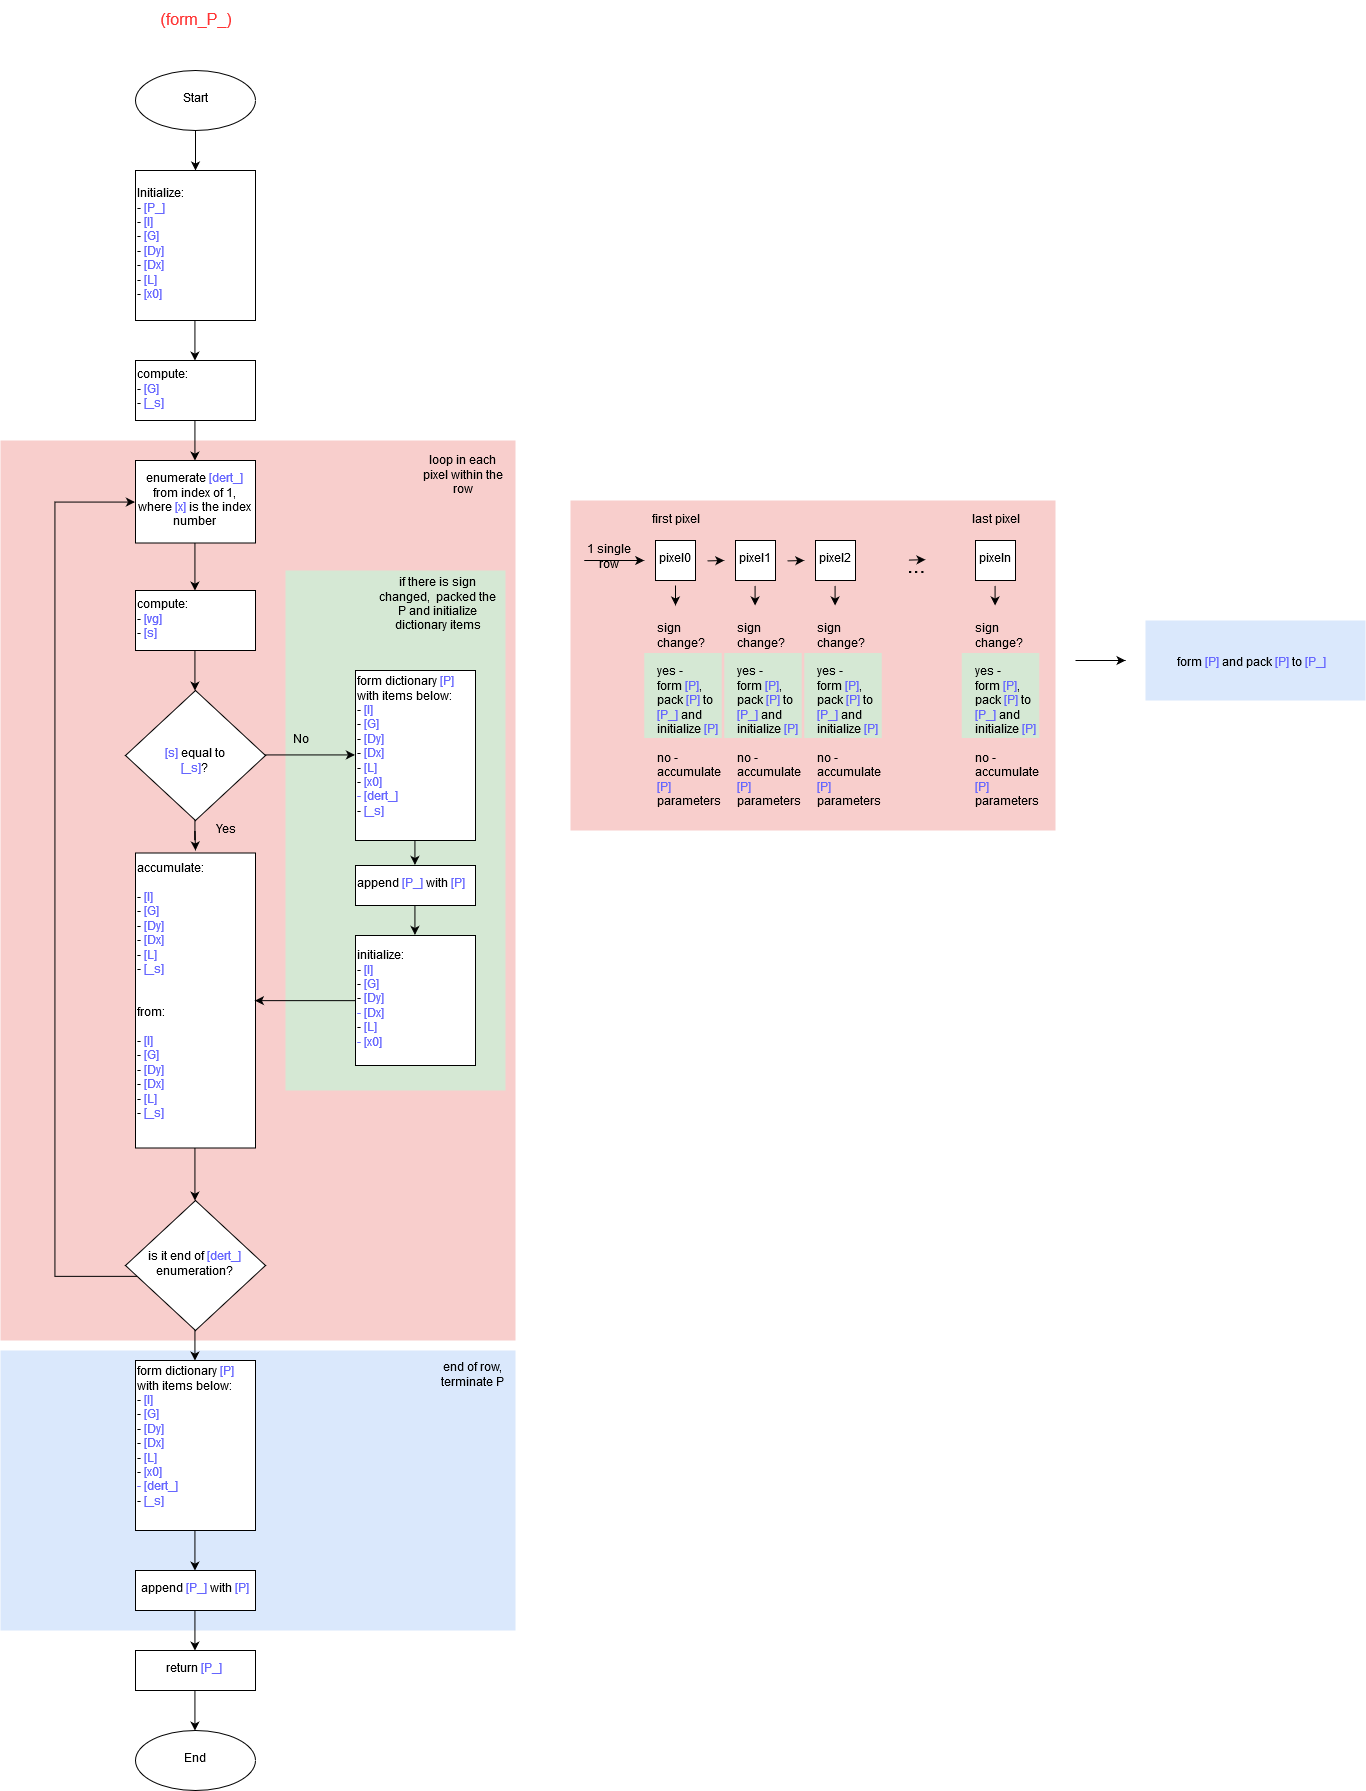 (form_P_)
Start
Initialize:
- [P_]
- [I]
- [G]
- [Dy]
- [Dx]
- [L]
- [x0]
compute:
- [G]
- [_s]
loop in each
pixel within the
row
enumerate [dert_]
from index of 1,
where [x] is the index
number
compute:
- [vg]
- [s]
[s] equal to
[_s]?
No
Yes
if there is sign
changed,  packed the
P and initialize
dictionary items
form dictionary [P]
with items below:
- [I]
- [G]
- [Dy]
- [Dx]
- [L]
- [x0]
- [dert_]
- [_s]
append [P_] with [P]
initialize:
- [I]
- [G]
- [Dy]
- [Dx]
- [L]
- [x0]
accumulate:
- [I]
- [G]
- [Dy]
- [Dx]
- [L]
- [_s]
from:
- [I]
- [G]
- [Dy]
- [Dx]
- [L]
- [_s]
is it end of [dert_]
enumeration?
end of row,
terminate P
form dictionary [P]
with items below:
- [I]
- [G]
- [Dy]
- [Dx]
- [L]
- [x0]
- [dert_]
- [_s]
append [P_] with [P]
return [P_]
End
first pixel
last pixel
1 single
row
pixel0
pixel1
pixel2
...
pixeln
sign
change?
yes -
form [P],
pack [P] to
[P_] and
initialize [P]
no -
accumulate
[P]
parameters
sign
change?
yes -
form [P],
pack [P] to
[P_] and
initialize [P]
no -
accumulate
[P]
parameters
sign
change?
yes -
form [P],
pack [P] to
[P_] and
initialize [P]
no -
accumulate
[P]
parameters
sign
change?
yes -
form [P],
pack [P] to
[P_] and
initialize [P]
no -
accumulate
[P]
parameters
form [P] and pack [P] to [P_]